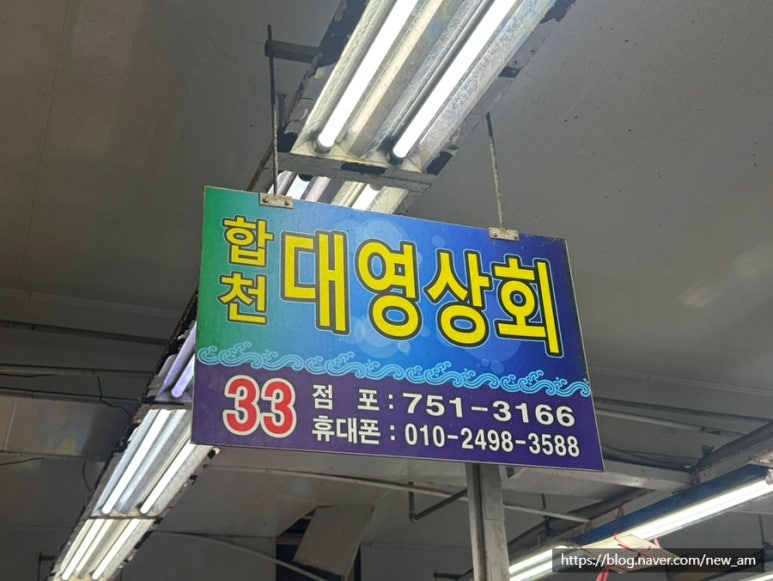 합천 대영상회
33 점 포 : 751-3166
휴대폰 : 010-2498-3588
https://blog.naver.com/new_am